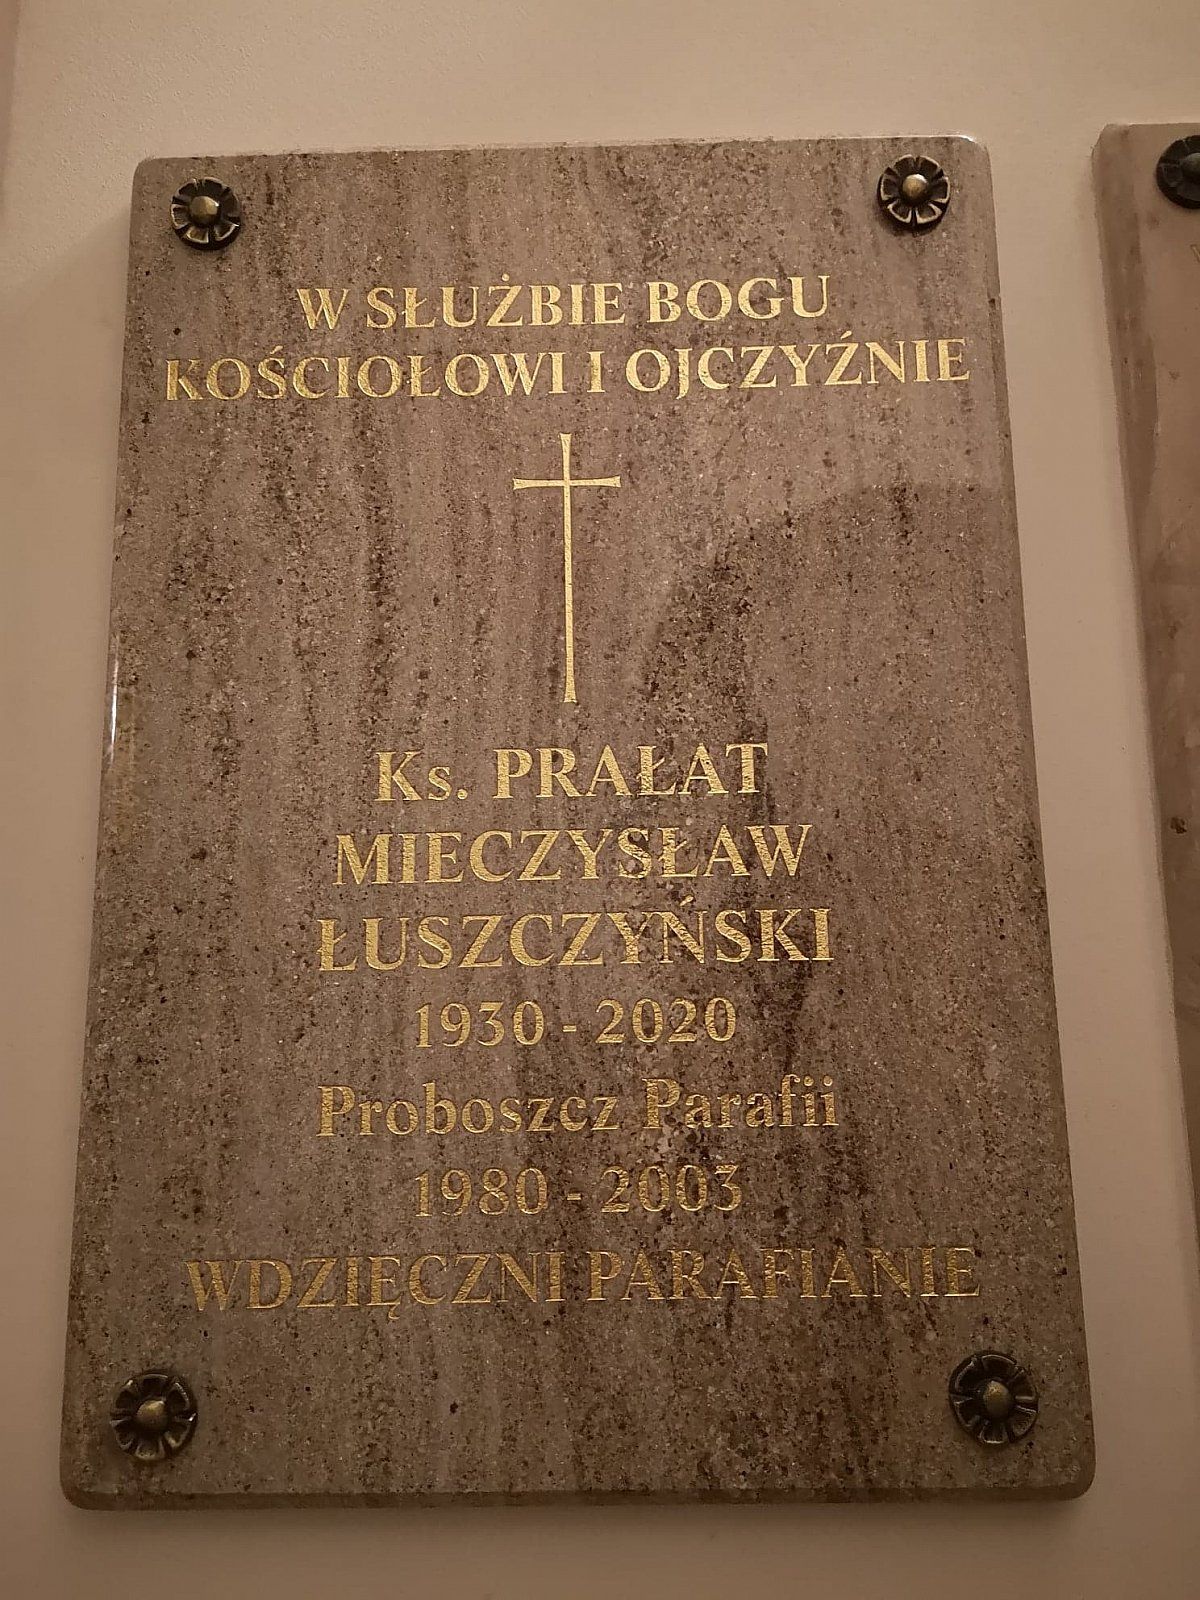 W SŁUŻBIE BOGU
KOŚCIOŁOWI I OJCZYŹNIE
Ks. PRAŁAT
MIECZYSŁAW
ŁUSZCZYŃSKI
1930 - 2020
Proboszcz Parafii
1980 - 2003
WDZIĘCZNI PARAFIANIE